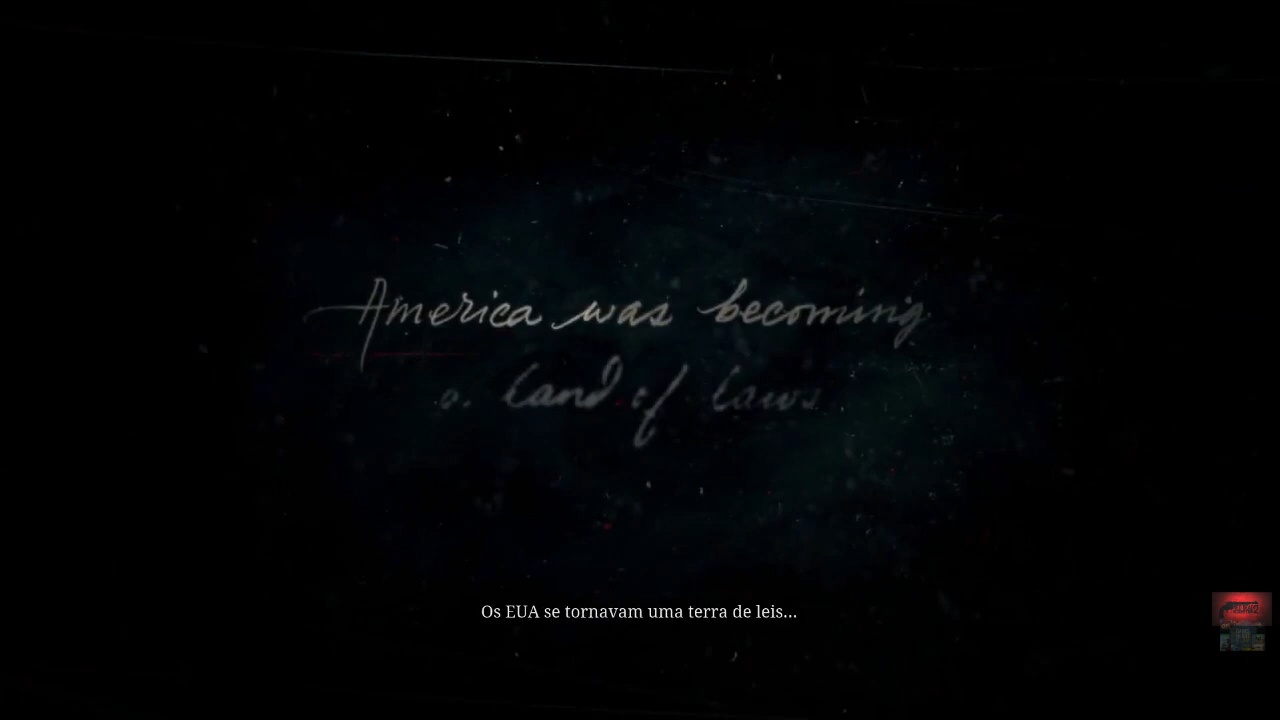 America was becoming
a land of laws
Os EUA se tornavam uma terra de leis...